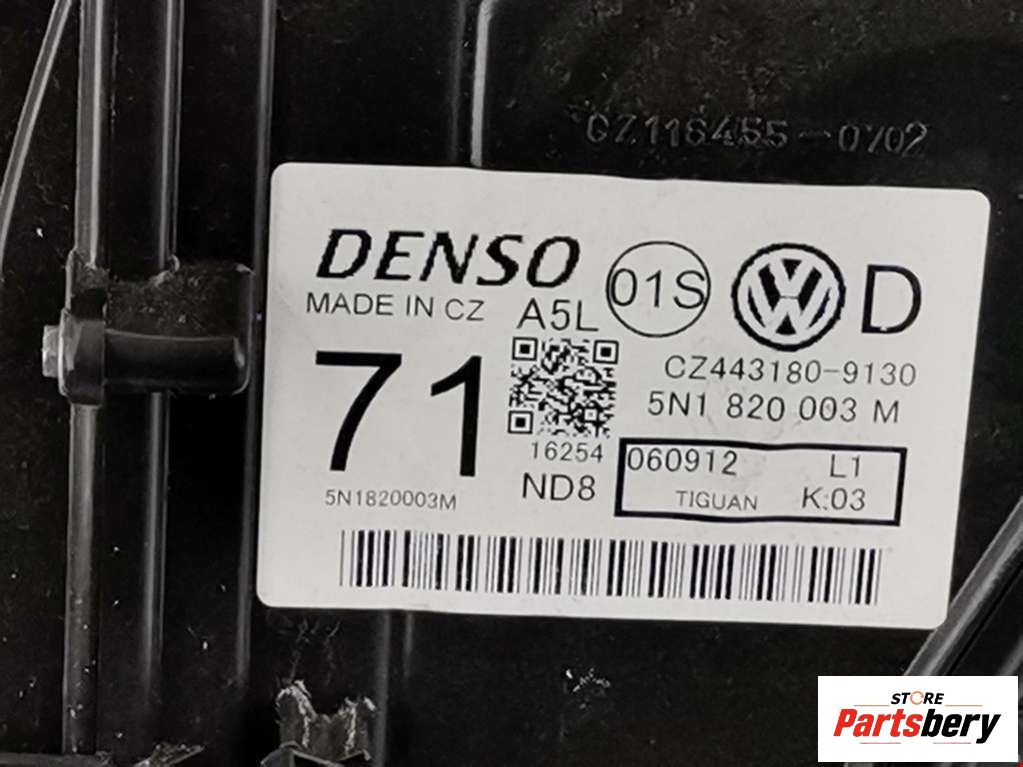 CZ116455-0702
DENSO 01S VW D
MADE IN CZ A5L
71
CZ443180-9130
5N1 820 003 M
16254
060912 L1
5N1820003M
ND8
TIGUAN K:03
STORE
Partsbery